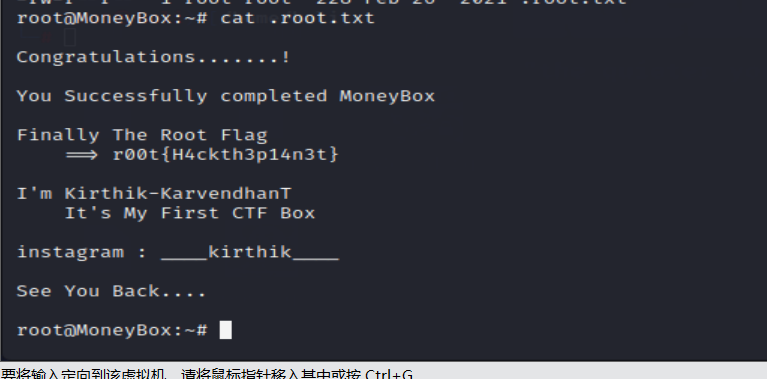 1 root root 228 Feb 26 2021 .root.txt
root@MoneyBox:~# cat .root.txt
Congratulations.......!
You Successfully completed MoneyBox
Finally The Root Flag
==> r00t{H4ckth3p14n3t}
I'm Kirthik-KarvendhanT
It's My First CTF Box
instagram : ____kirthik____
See You Back....
root@MoneyBox:~#
要将输入定向到该虚拟机，请将鼠标指针移入其中或按 Ctrl+G